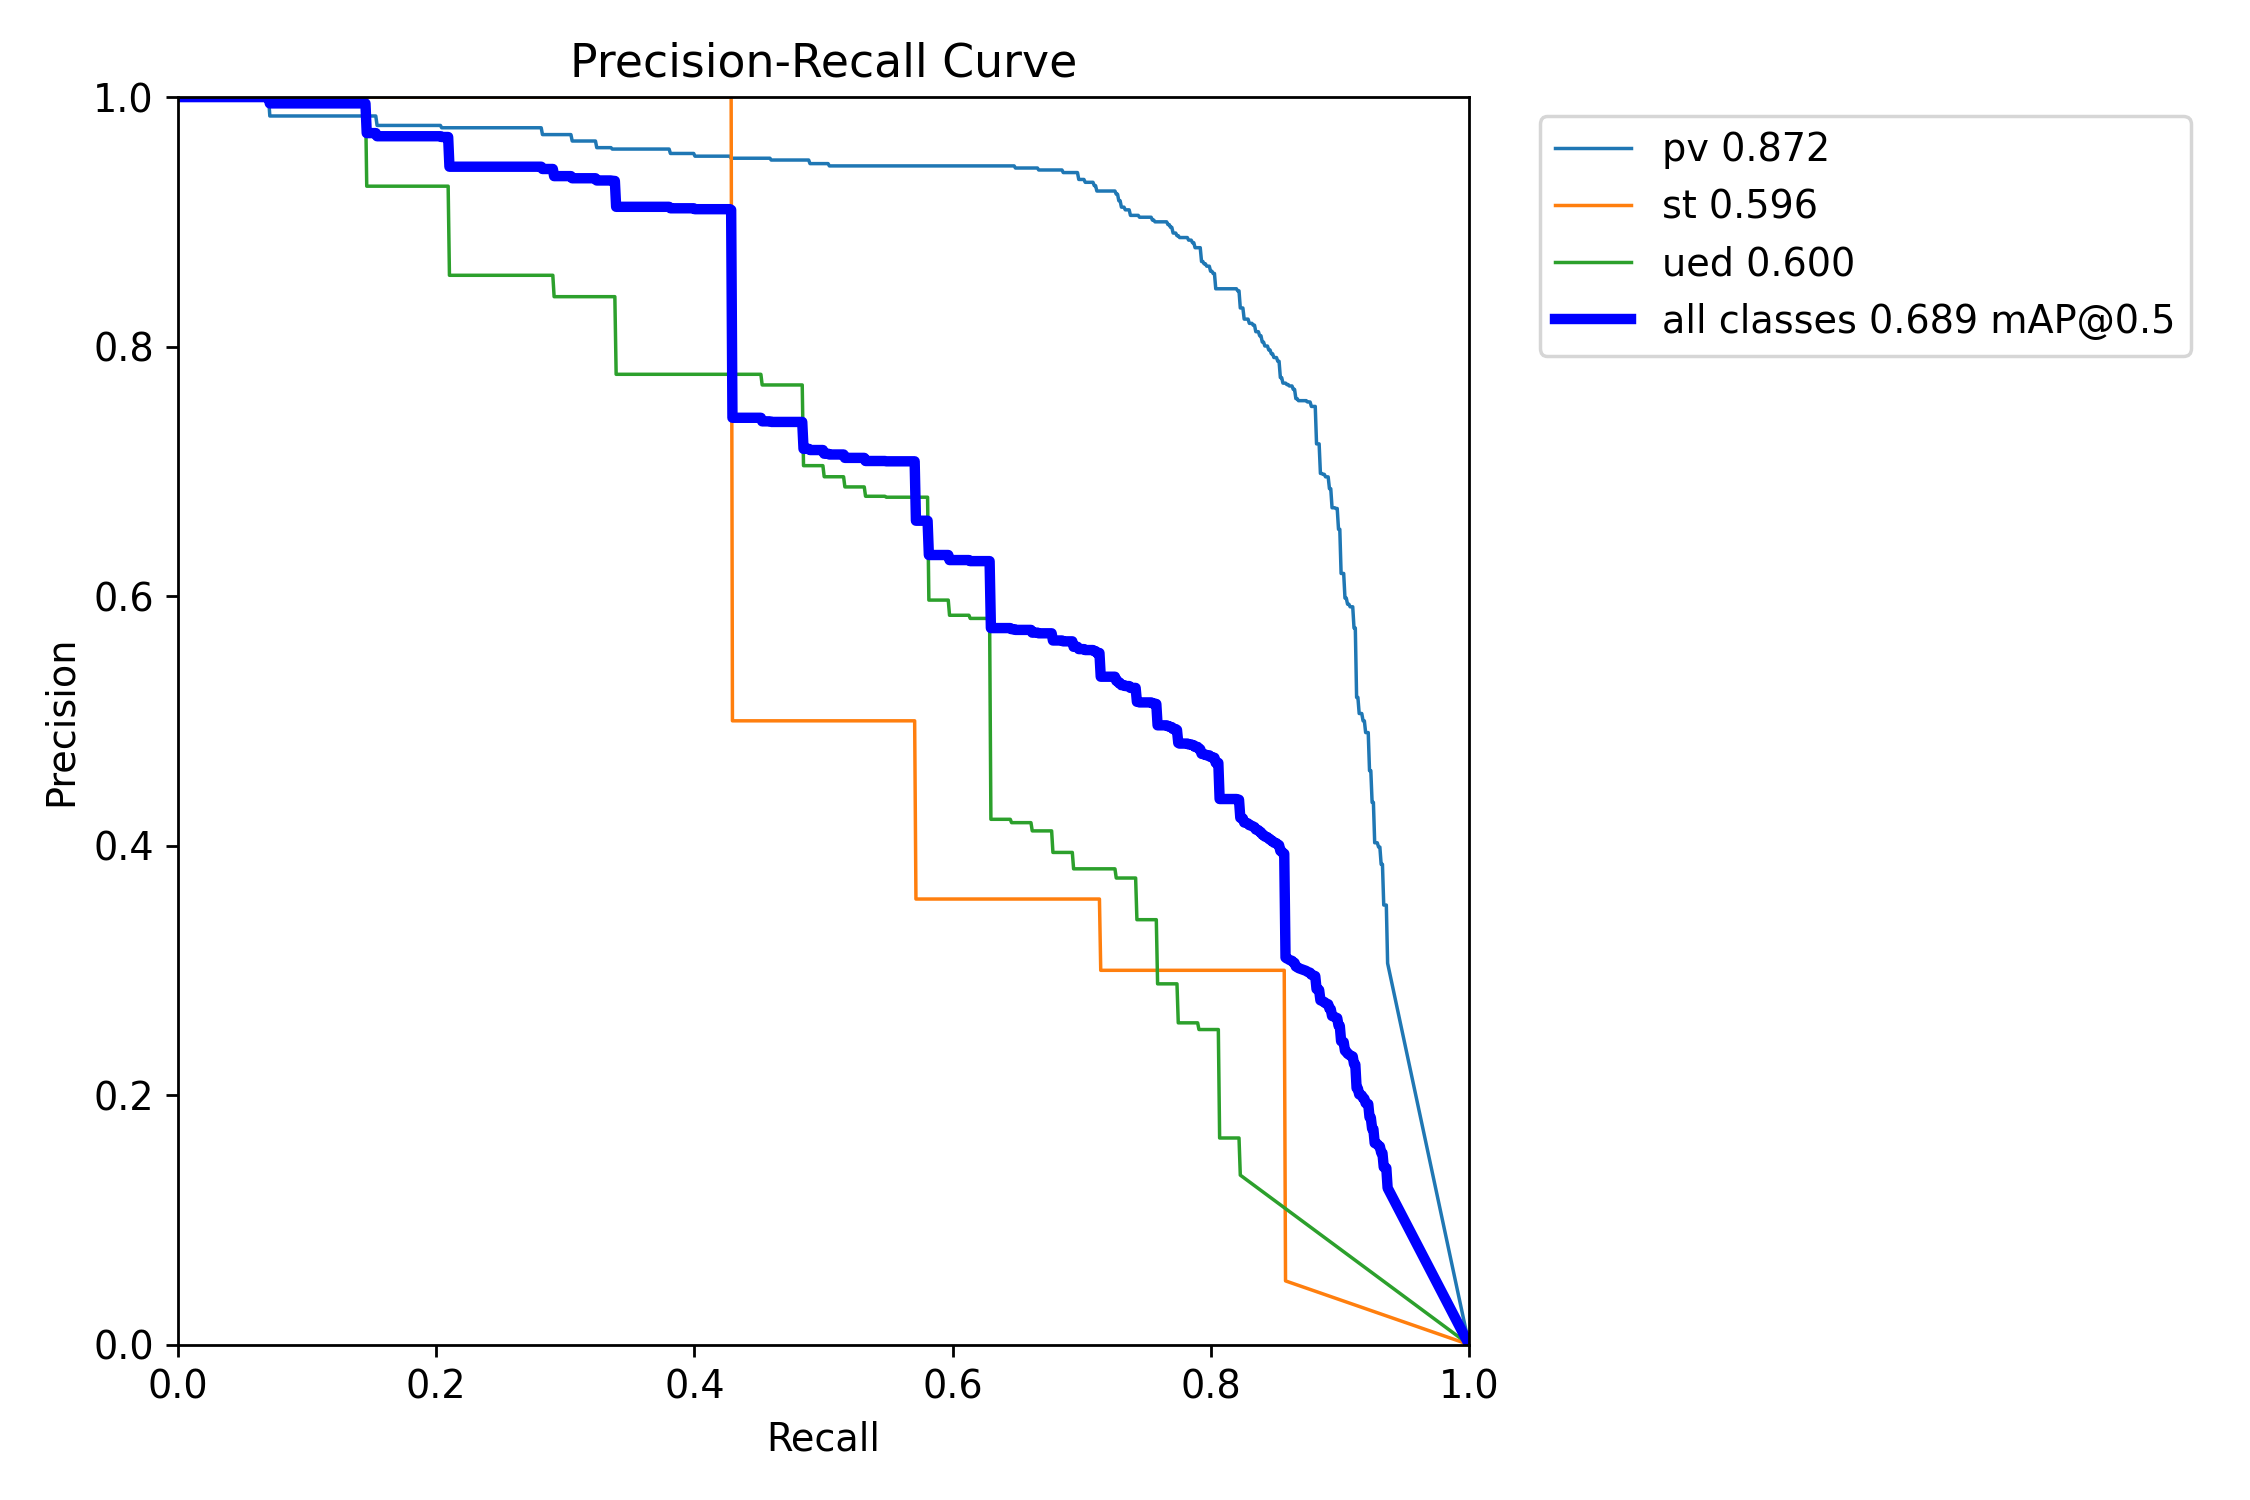 Precision-Recall Curve
1.0
0.8
0.6
0.4
0.2
0.0
Precision
0.0 0.2 0.4 0.6 0.8 1.0
Recall
pv 0.872
st 0.596
ued 0.600
all classes 0.689 mAP@0.5